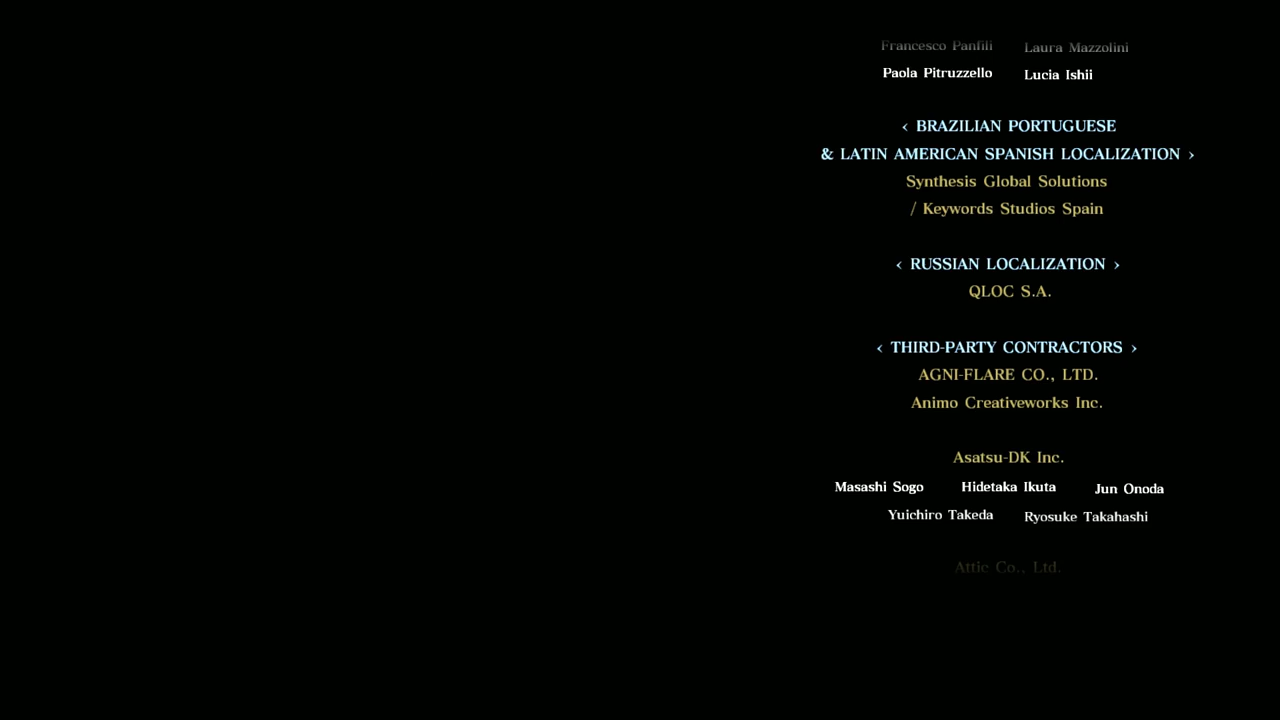 Francesco Panfili Laura Mazzolini
Paola Pitruzzello Lucia Ishii
‹ BRAZILIAN PORTUGUESE
& LATIN AMERICAN SPANISH LOCALIZATION ›
Synthesis Global Solutions
/ Keywords Studios Spain
‹ RUSSIAN LOCALIZATION ›
QLOC S.A.
‹ THIRD-PARTY CONTRACTORS ›
AGNI-FLARE CO., LTD.
Animo Creativeworks Inc.
Asatsu-DK Inc.
Masashi Sogo Hidetaka Ikuta Jun Onoda
Yuichiro Takeda Ryosuke Takahashi
Attic Co., Ltd.